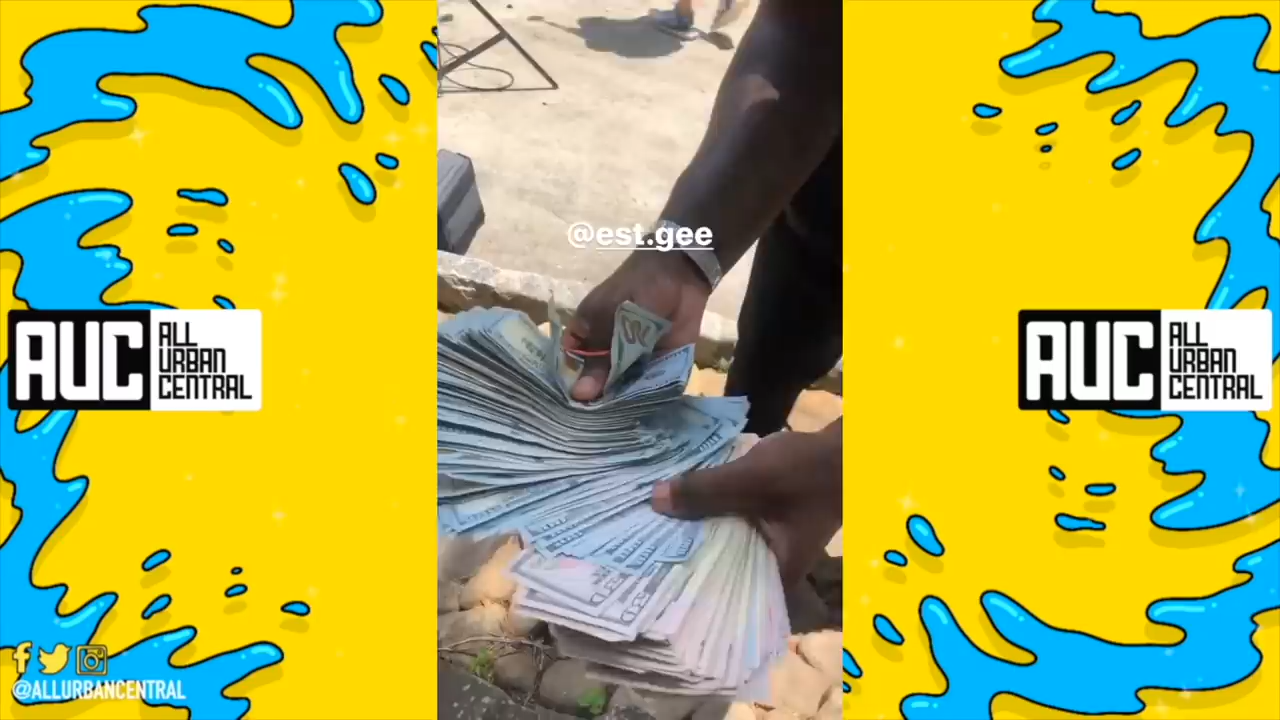 @est.gee
AUC
ALL
URBAN
CENTRAL
AUC
ALL
URBAN
CENTRAL
@ALLURBANCENTRAL